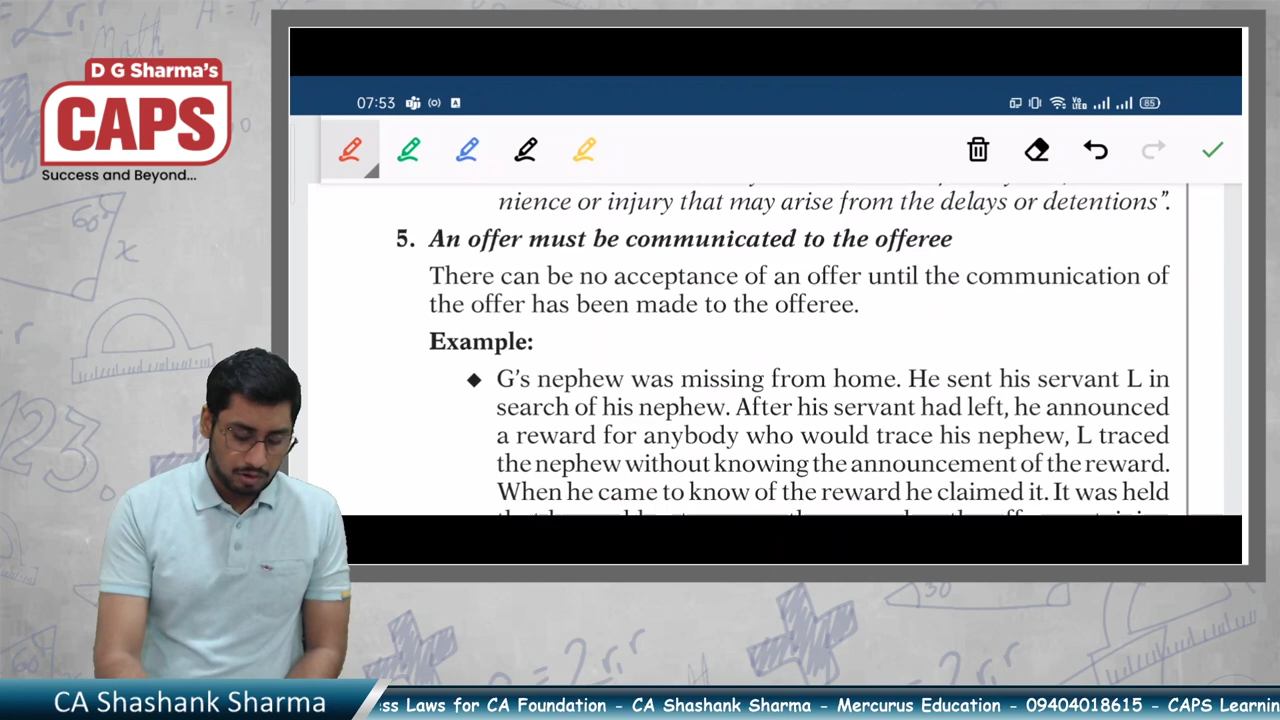 D G Sharma's
CAPS
Success and Beyond...
07:53
85
nience or injury that may arise from the delays or detentions”.
5. An offer must be communicated to the offeree
There can be no acceptance of an offer until the communication of
the offer has been made to the offeree.
Example:
◆ G’s nephew was missing from home. He sent his servant L in
search of his nephew. After his servant had left, he announced
a reward for anybody who would trace his nephew, L traced
the nephew without knowing the announcement of the reward.
When he came to know of the reward he claimed it. It was held
CA Shashank Sharma
ss Laws for CA Foundation - CA Shashank Sharma - Mercurus Education - 09404018615 - CAPS Learnin